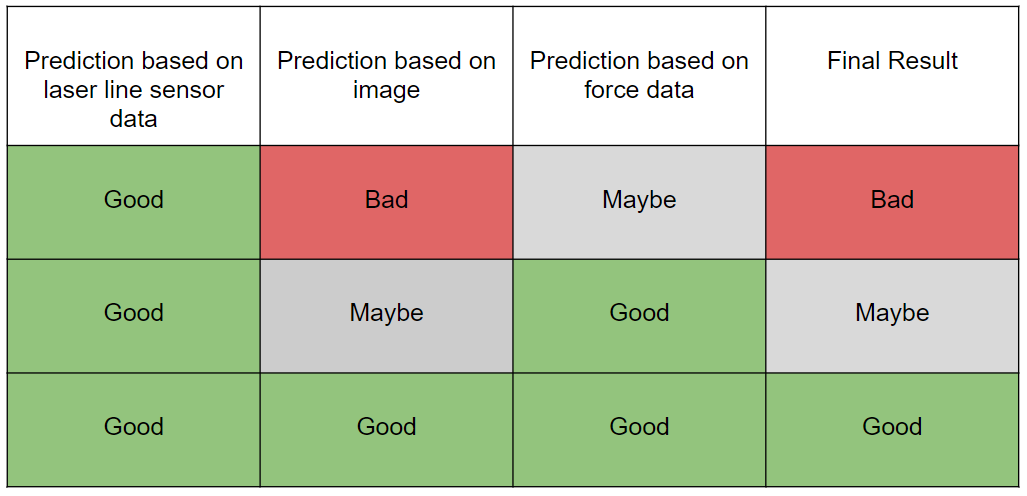 Prediction based on
laser line sensor
data
Prediction based on
image
Prediction based on
force data
Final Result
Good
Bad
Maybe
Bad
Good
Maybe
Good
Maybe
Good
Good
Good
Good